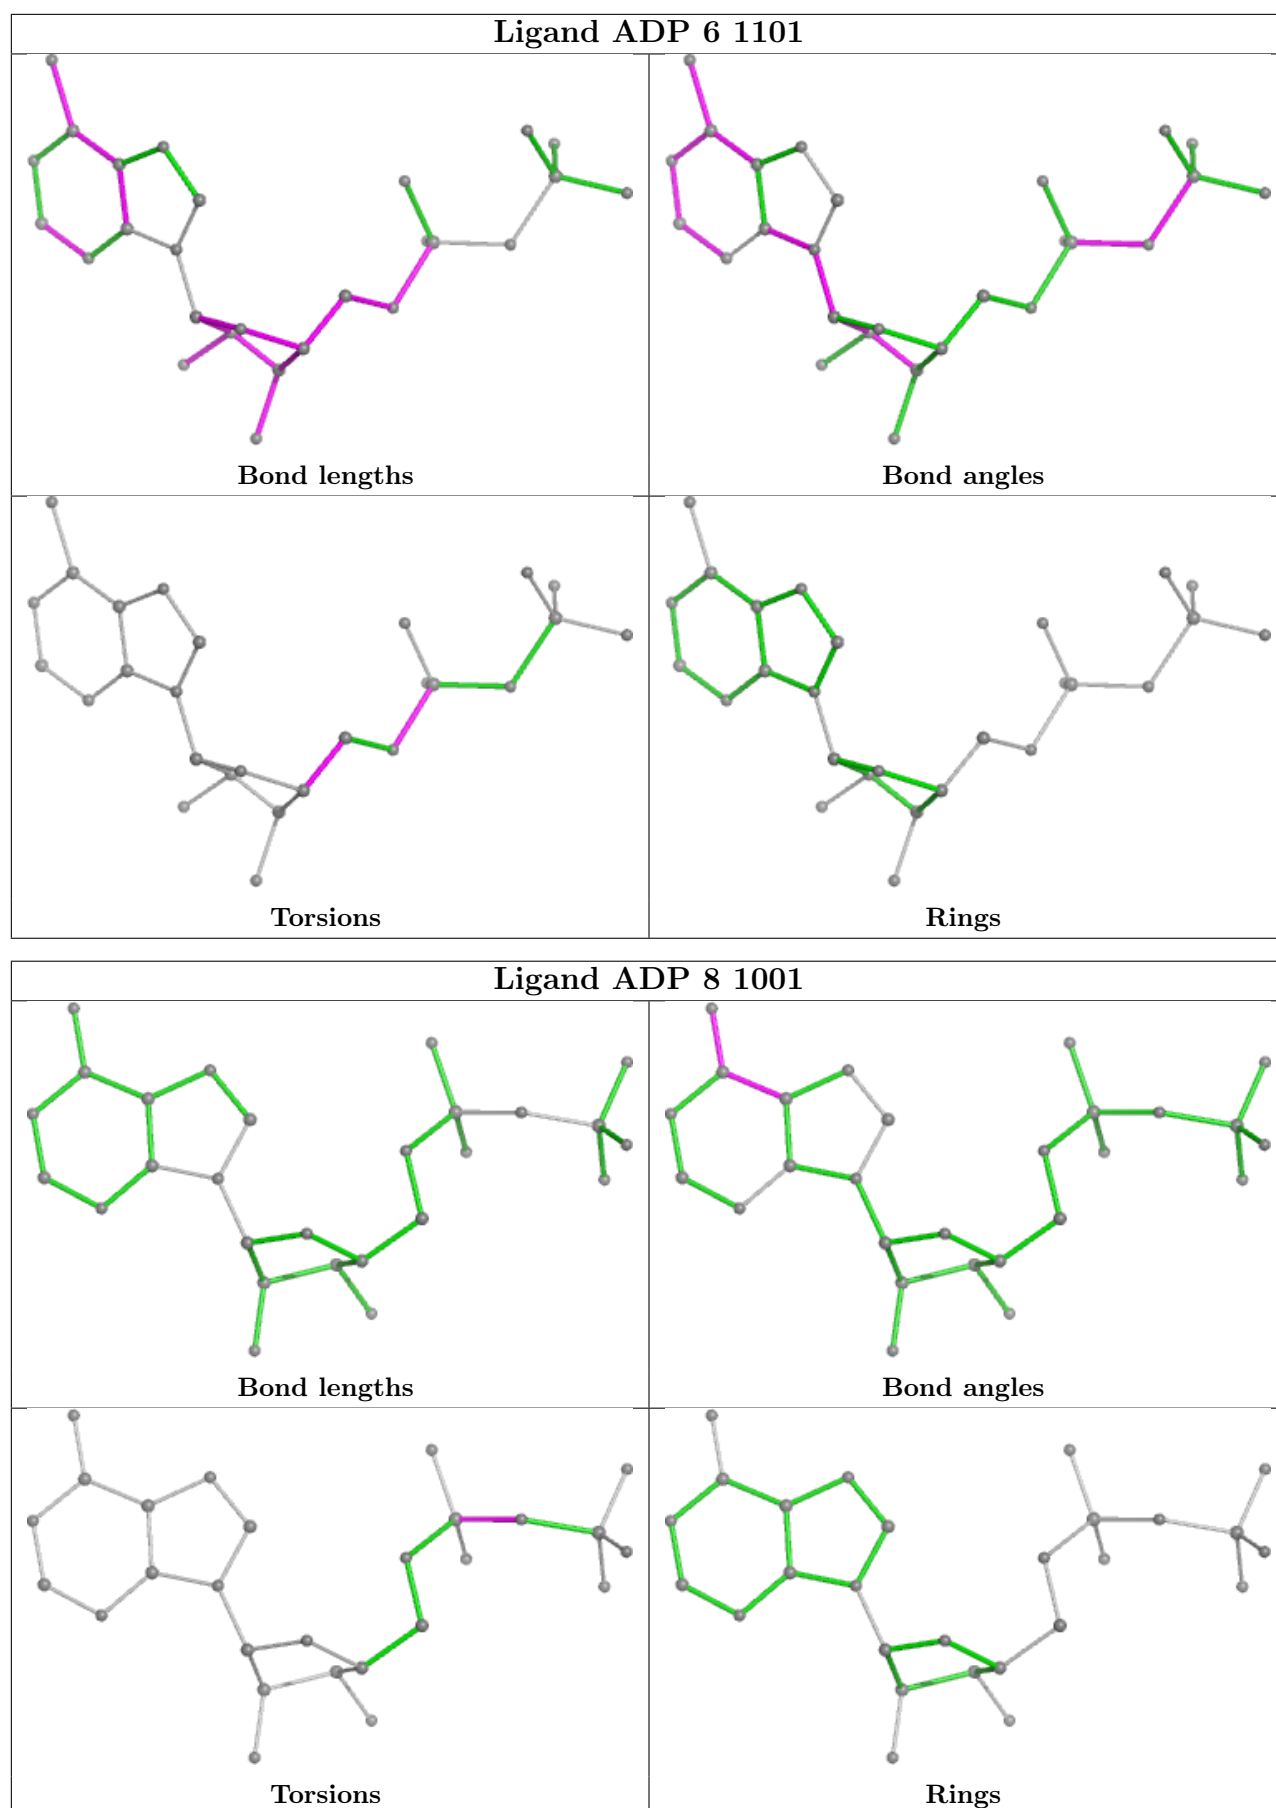 Ligand ADP 6 1101
Bond lengths
Bond angles
Torsions
Rings
Ligand ADP 8 1001
Bond lengths
Bond angles
Torsions
Rings